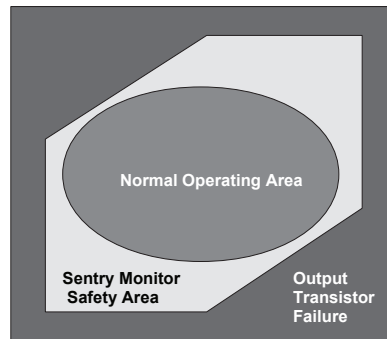 Normal Operating Area
Sentry Monitor
Safety Area
Output
Transistor
Failure